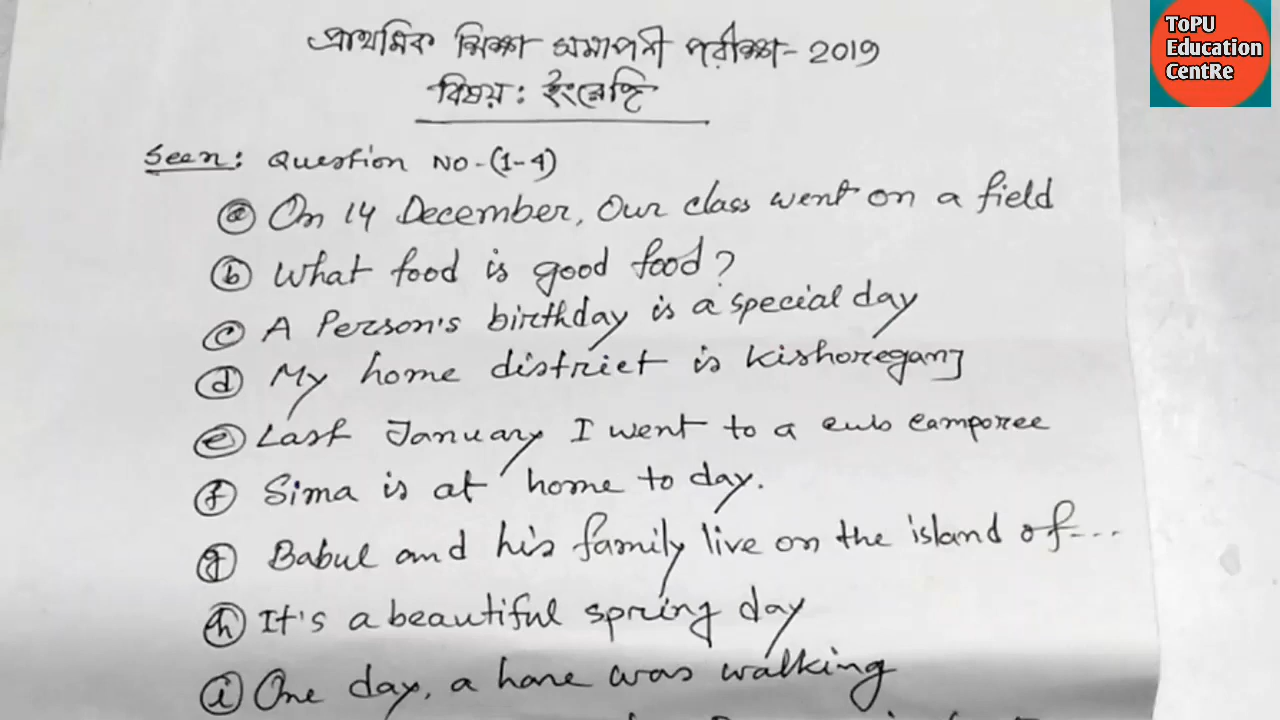 প্রাথমিক শিক্ষা সমাপনী পরীক্ষা- 2019
বিষয়: ইংরেজি
ToPU
Education
CentRe
Seen: Question No-(1-4)
(a) On 14 December, Our class went on a field
(b) What food is good food?
(c) A Person's birthday is a special day
(d) My home district is Kishoreganj
(e) Last January I went to a cub camporee
(f) Sima is at home to day.
(g) Babul and his family live on the island of ....
(h) It's a beautiful spring day
(i) One day, a hare was walking